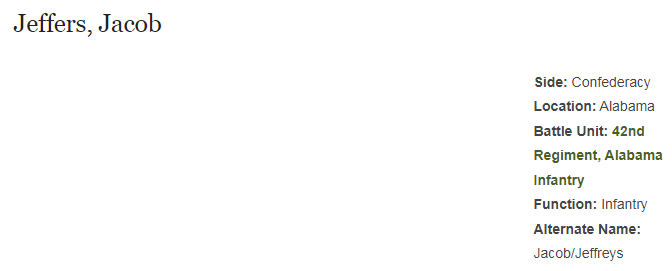 Jeffers, Jacob
Side: Confederacy
Location: Alabama
Battle Unit: 42nd
Regiment, Alabama
Infantry
Function: Infantry
Alternate Name:
Jacob/Jeffreys